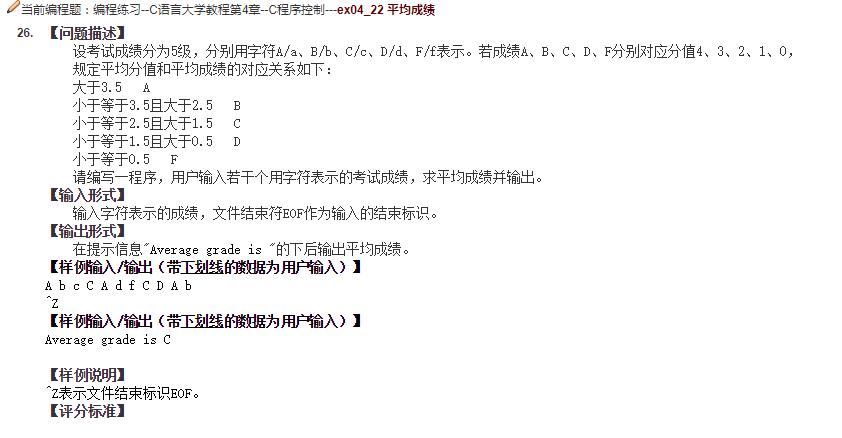 当前编程题：编程练习--C语言大学教程第4章--C程序控制---ex04_22 平均成绩
26. 【问题描述】
设考试成绩分为5级，分别用字符A/a、B/b、C/c、D/d、F/f表示。若成绩A、B、C、D、F分别对应分值4、3、2、1、0，
规定平均分值和平均成绩的对应关系如下：
大于3.5 A
小于等于3.5且大于2.5 B
小于等于2.5且大于1.5 C
小于等于1.5且大于0.5 D
小于等于0.5 F
请编写一程序，用户输入若干个用字符表示的考试成绩，求平均成绩并输出。
【输入形式】
输入字符表示的成绩，文件结束符EOF作为输入的结束标识。
【输出形式】
在提示信息"Average grade is "的下后输出平均成绩。
【样例输入/输出（带下划线的数据为用户输入）】
A b c C A d f C D A b
^Z
【样例输入/输出（带下划线的数据为用户输入）】
Average grade is C
【样例说明】
^Z表示文件结束标识EOF。
【评分标准】